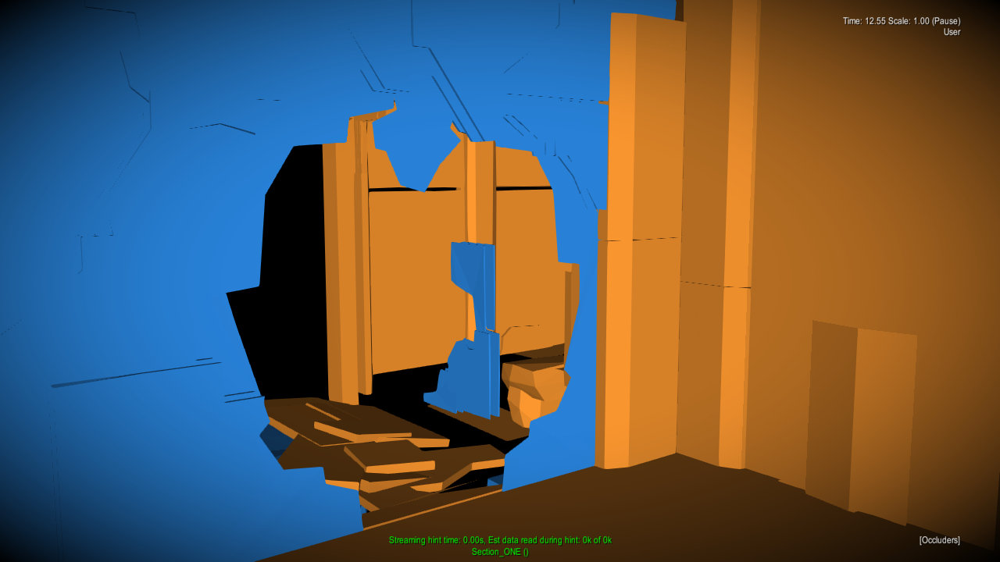 Time: 12.55 Scale: 1.00 (Pause)
User
Streaming hint time: 0.00s, Est data read during hint: 0k of 0k
[Occluders]
Section_ONE ()